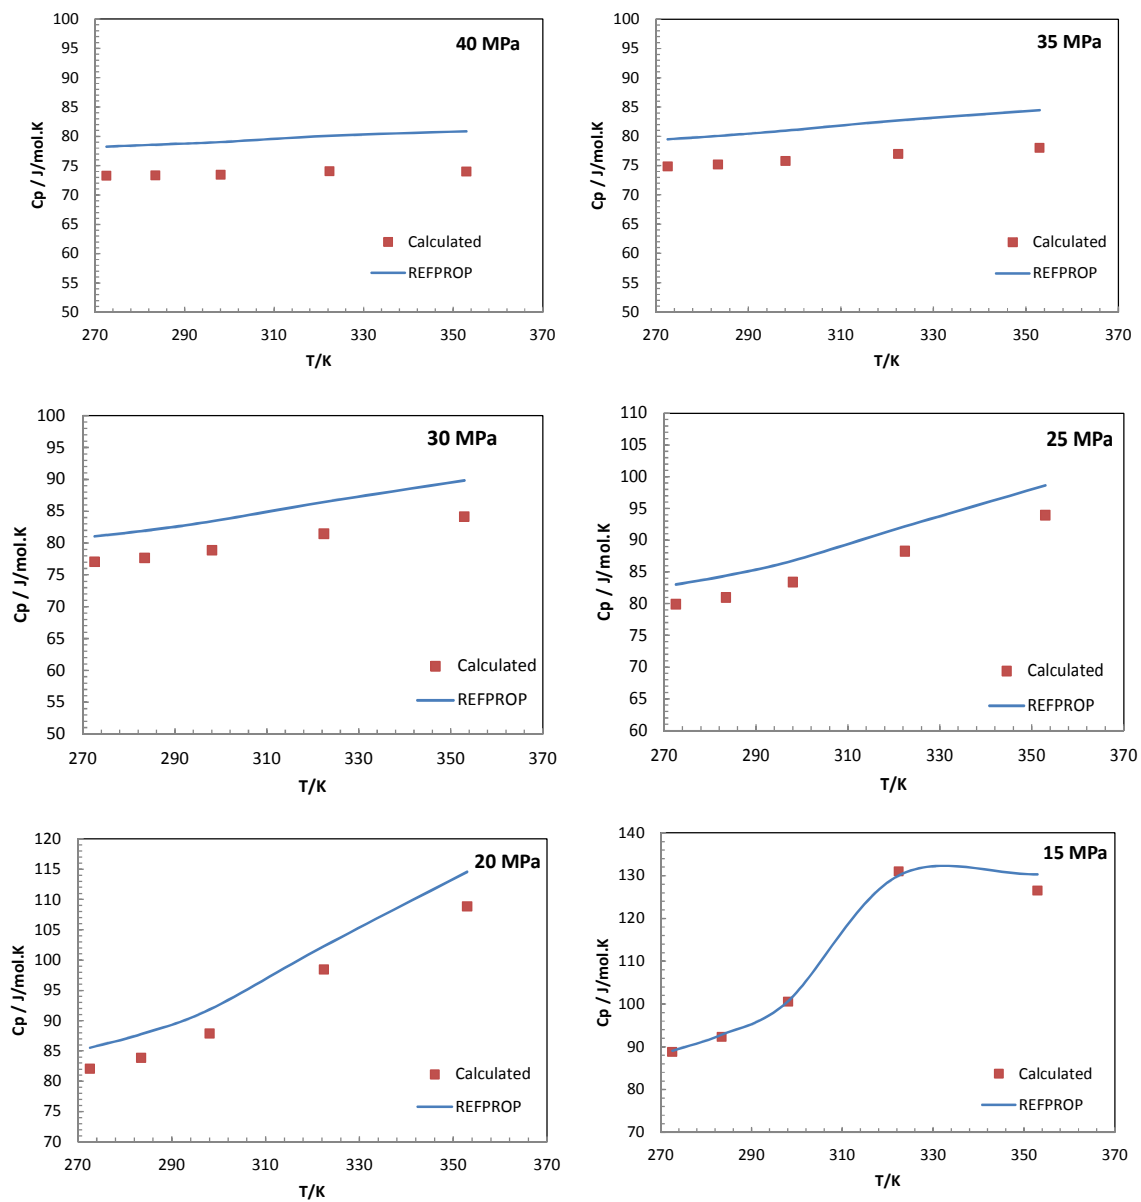 40 MPa
100
95
90
85
80
75
70
65
60
55
50
Cp / J/mol.K
Calculated
REFPROP
270 290 310 330 350 370
T/K
35 MPa
100
95
90
85
80
75
70
65
60
55
50
Cp / J/mol.K
Calculated
REFPROP
270 290 310 330 350 370
T/K
30 MPa
100
95
90
85
80
75
70
65
60
55
50
Cp / J/mol.K
Calculated
REFPROP
270 290 310 330 350 370
T/K
25 MPa
110
105
100
95
90
85
80
75
70
65
60
Cp / J/mol.K
Calculated
REFPROP
270 290 310 330 350 370
T/K
20 MPa
120
115
110
105
100
95
90
85
80
75
70
Cp / J/mol.K
Calculated
REFPROP
270 290 310 330 350 370
T/K
15 MPa
140
130
120
110
100
90
80
70
Cp / J/mol.K
Calculated
REFPROP
270 290 310 330 350 370
T/K